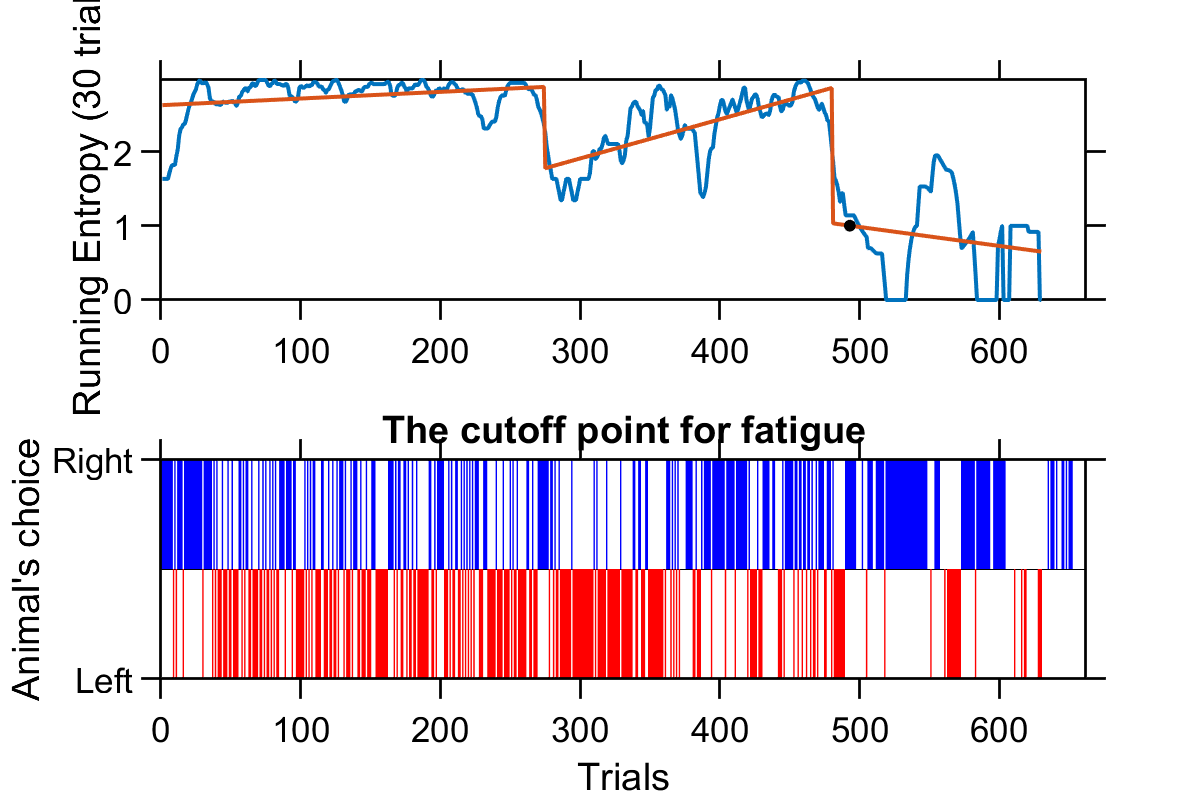 Running Entropy (30 trial
2
1
0
0 100 200 300 400 500 600
The cutoff point for fatigue
Animal's choice
Right
Left
0 100 200 300 400 500 600
Trials